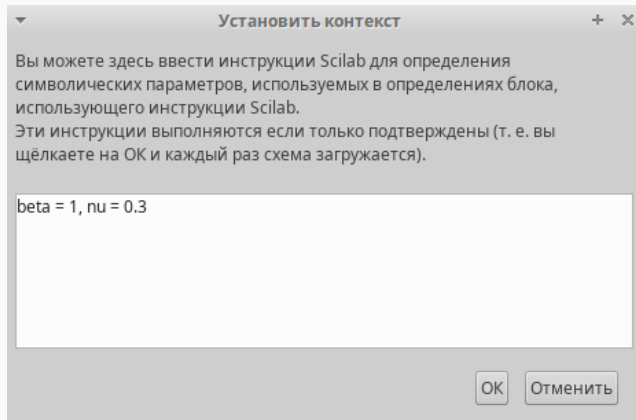 Установить контекст
Вы можете здесь ввести инструкции Scilab для определения
символических параметров, используемых в определениях блока,
использующего инструкции Scilab.
Эти инструкции выполняются если только подтверждены (т. е. вы
щёлкаете на ОК и каждый раз схема загружается).
beta = 1, nu = 0.3
ОК
Отменить